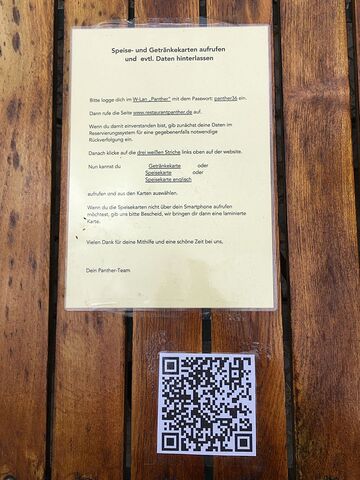 Speise- und Getränkekarten aufrufen
und evtl. Daten hinterlassen
Bitte logge dich im W-Lan „Panther" mit dem Passwort: panther36 ein.
Dann rufe die Seite www.restaurantpanther.de auf.
Wenn du damit einverstanden bist, gib zunächst deine Daten im
Reservierungssystem für eine gegebenenfalls notwendige
Rückverfolgung ein.
Danach klicke auf die drei weißen Striche links oben auf der website.
Nun kannst du Getränkekarte oder
Speisekarte oder
Speisekarte englisch
aufrufen und aus den Karten auswählen.
Wenn du die Speisekarten nicht über dein Smartphone aufrufen
möchtest, gib uns bitte Bescheid, wir bringen dir dann eine laminierte
Karte.
Vielen Dank für deine Mithilfe und eine schöne Zeit bei uns,
Dein Panther-Team